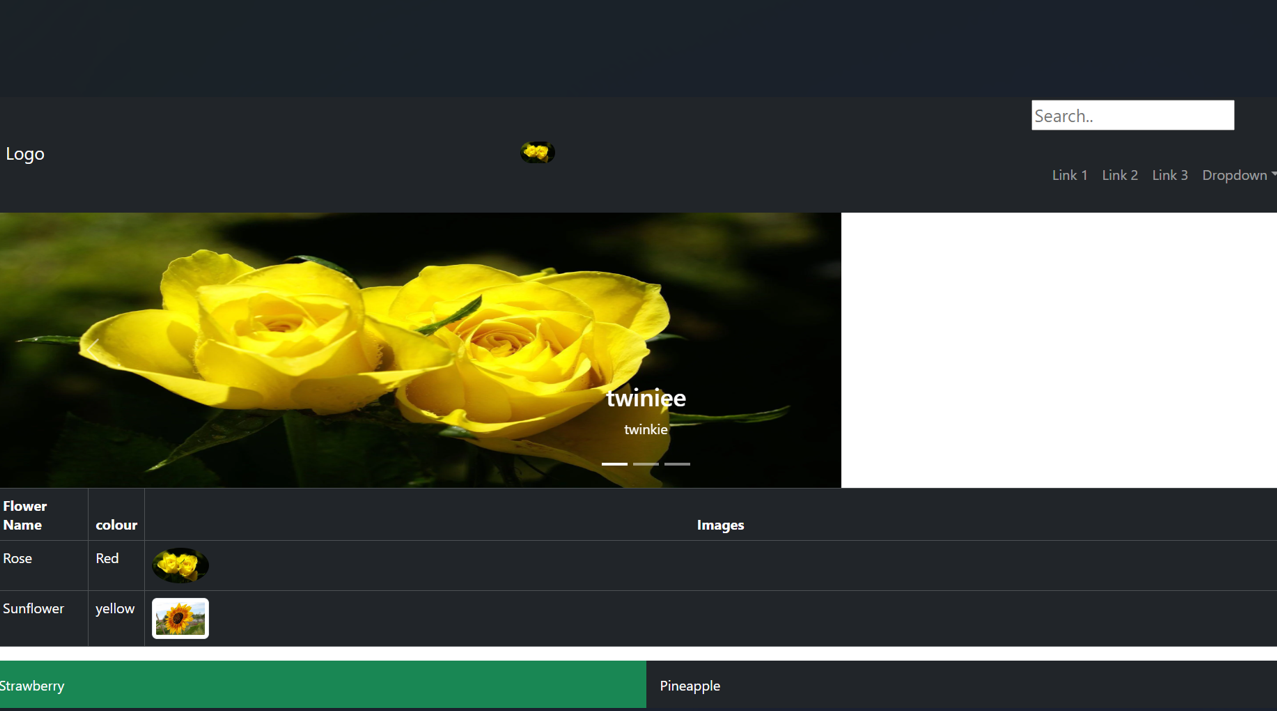 Search..
Logo
Link 1 Link 2 Link 3 Dropdown
twiniee
twinkie
Flower
Name colour Images
Rose Red
Sunflower yellow
Strawberry Pineapple